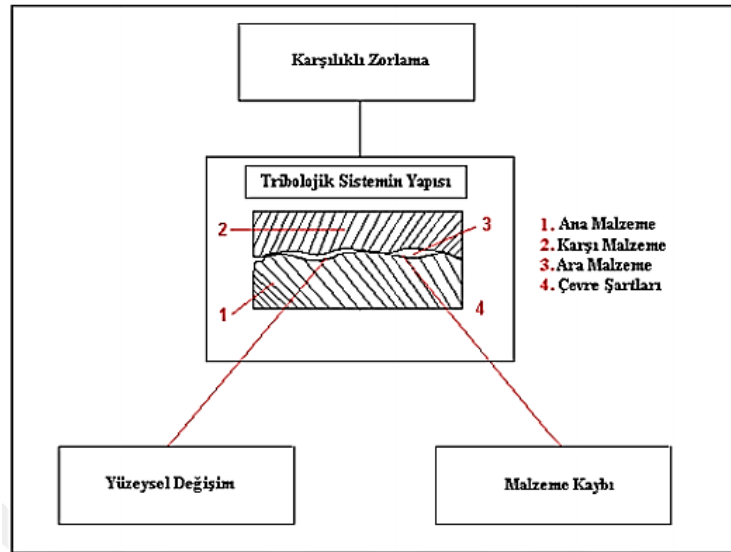 Karşılıklı Zorlama
Tribolojik Sistemin Yapısı
2
3
1
4
1. Ana Malzeme
2. Karşı Malzeme
3. Ara Malzeme
4. Çevre Şartları
Yüzeysel Değişim
Malzeme Kaybı